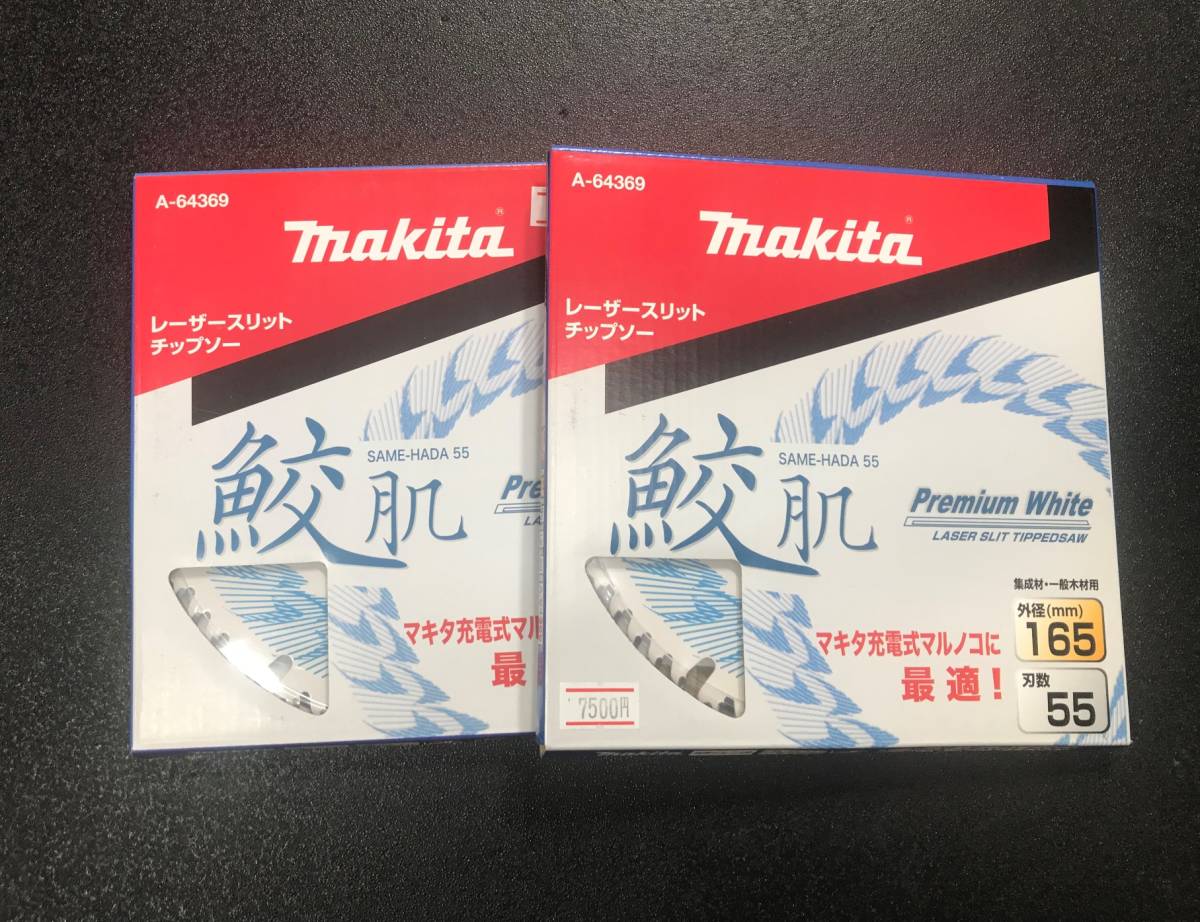 A-64369
makita®
レーザースリット
チップソー
鮫肌
SAME-HADA 55
Pre
LA
マキタ充電式マル
最
A-64369
makita®
レーザースリット
チップソー
鮫肌
SAME-HADA 55
Premium White
LASER SLIT TIPPEDSAW
集成材・一般木材用
外径(mm)
165
マキタ充電式マルノコに
最適!
刃数
55
7500円
makita